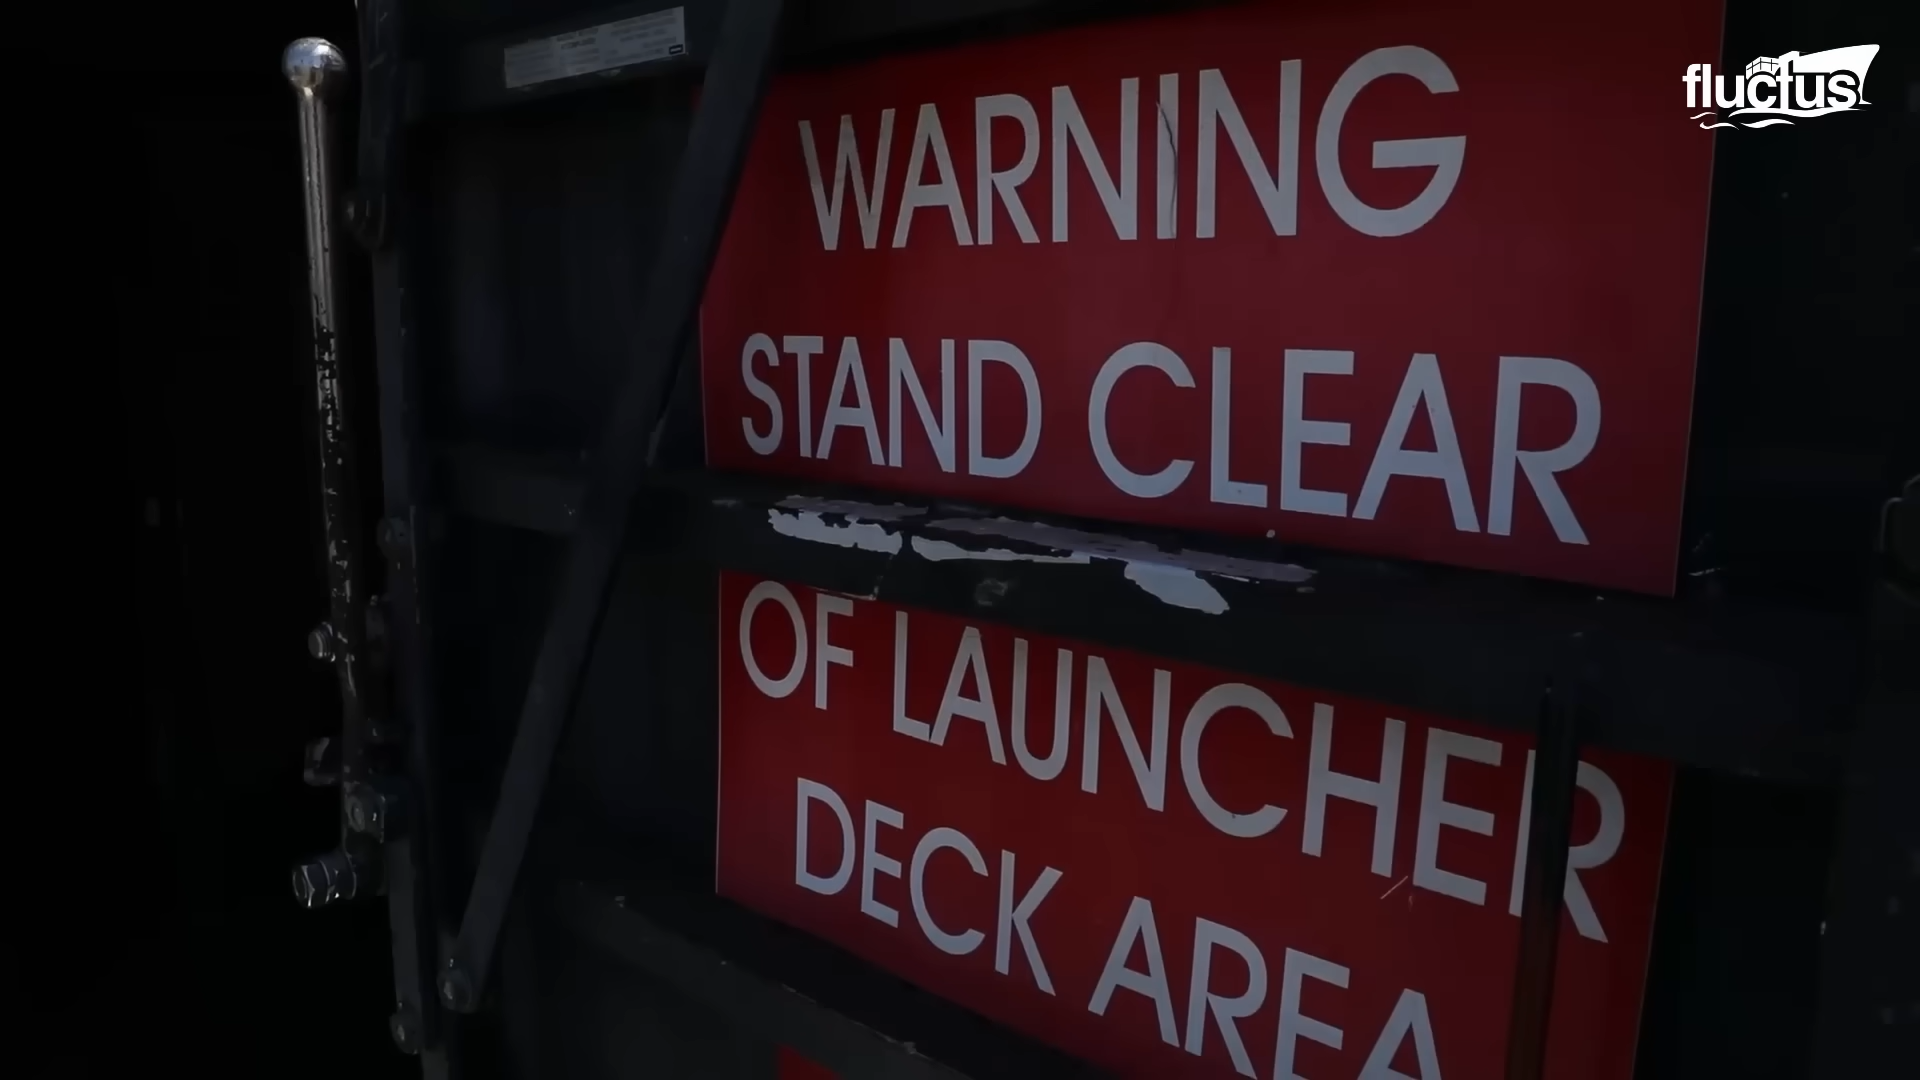 fluctus
WARNING
STAND CLEAR
OF LAUNCHER
DECK AREA